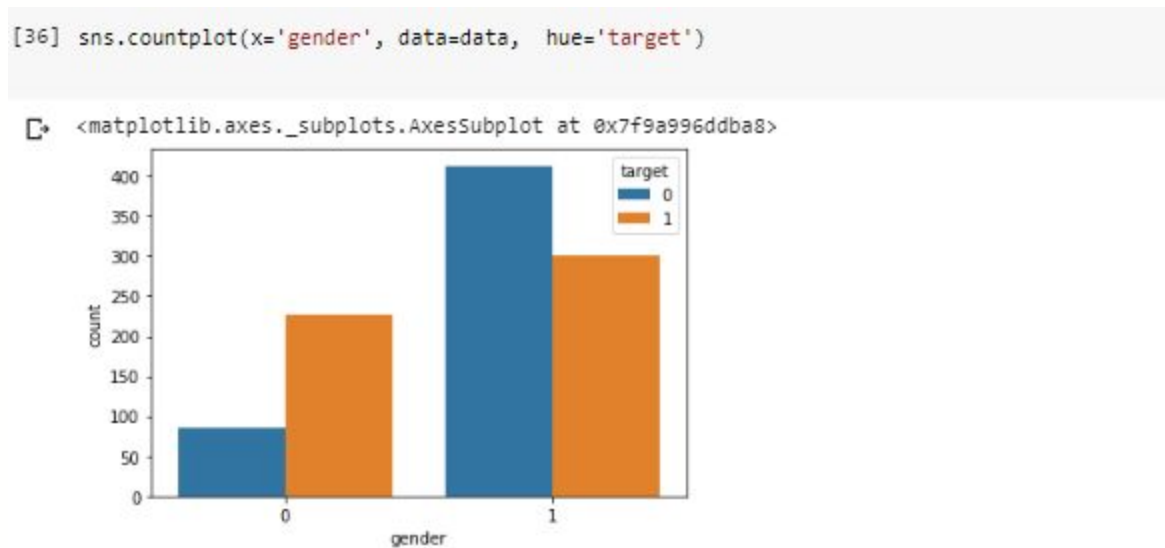 [36] sns.countplot(x='gender', data=data,  hue='target')
<matplotlib.axes._subplots.AxesSubplot at 0x7f9a996ddba8>
target
0
1
400
350
300
250
200
150
100
50
0
count
0 1
gender